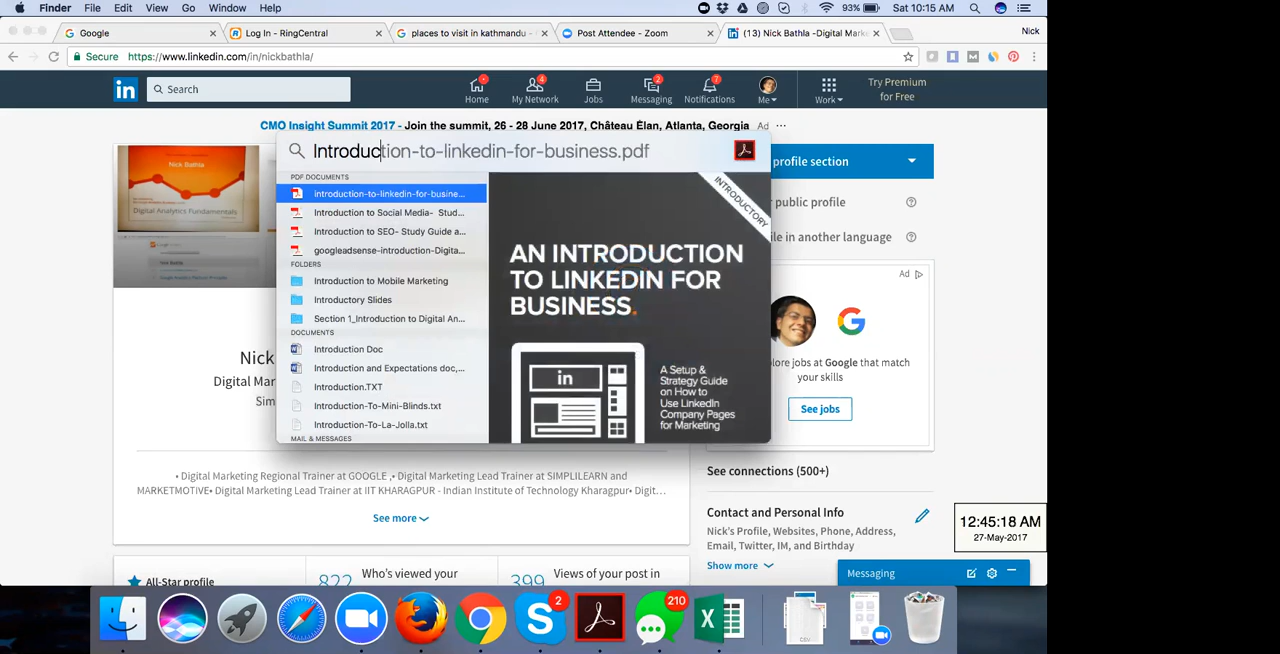 Finder File Edit View Go Window Help
93% Sat 10:15 AM
Google
Log In - RingCentral
places to visit in kathmandu -
Post Attendee - Zoom
(13) Nick Bathla -Digital Mark
Nick
Secure https://www.linkedin.com/in/nickbathla/
in
Search
Home
4
My Network
Jobs
2
Messaging
7
Notifications
Me
Work
Try Premium
for Free
CMO Insight Summit 2017 - Join the summit, 26 - 28 June 2017, Château Élan, Atlanta, Georgia Ad ...
Introduction-to-linkedin-for-business.pdf
PDF DOCUMENTS
introduction-to-linkedin-for-busine...
Introduction to Social Media- Stud...
Introduction to SEO- Study Guide a...
googleadsense-introduction-Digita...
FOLDERS
Introduction to Mobile Marketing
Introductory Slides
Section 1_Introduction to Digital An...
DOCUMENTS
Introduction Doc
Introduction and Expectations doc,...
Introduction.TXT
Introduction-To-Mini-Blinds.txt
Introduction-To-La-Jolla.txt
MAIL & MESSAGES
INTRODUCTORY
AN INTRODUCTION
TO LINKEDIN FOR
BUSINESS.
in
A Setup &
Strategy Guide
on How to
Use LinkedIn
Company Pages
for Marketing
Nick Bathla
Digital Analytics Fundamentals
Nick
Digital Mar
Sim
profile section
public profile
ile in another language
Ad
lore jobs at Google that match
your skills
See jobs
• Digital Marketing Regional Trainer at GOOGLE ,• Digital Marketing Lead Trainer at SIMPLILEARN and
MARKETMOTIVE• Digital Marketing Lead Trainer at IIT KHARAGPUR - Indian Institute of Technology Kharagpur• Digit...
See more
See connections (500+)
Contact and Personal Info
Nick's Profile, Websites, Phone, Address,
Email, Twitter, IM, and Birthday
Show more
12:45:18 AM
27-May-2017
Messaging
All-Star profile
822
Who's viewed your
399
Views of your post in
2
210
CSV